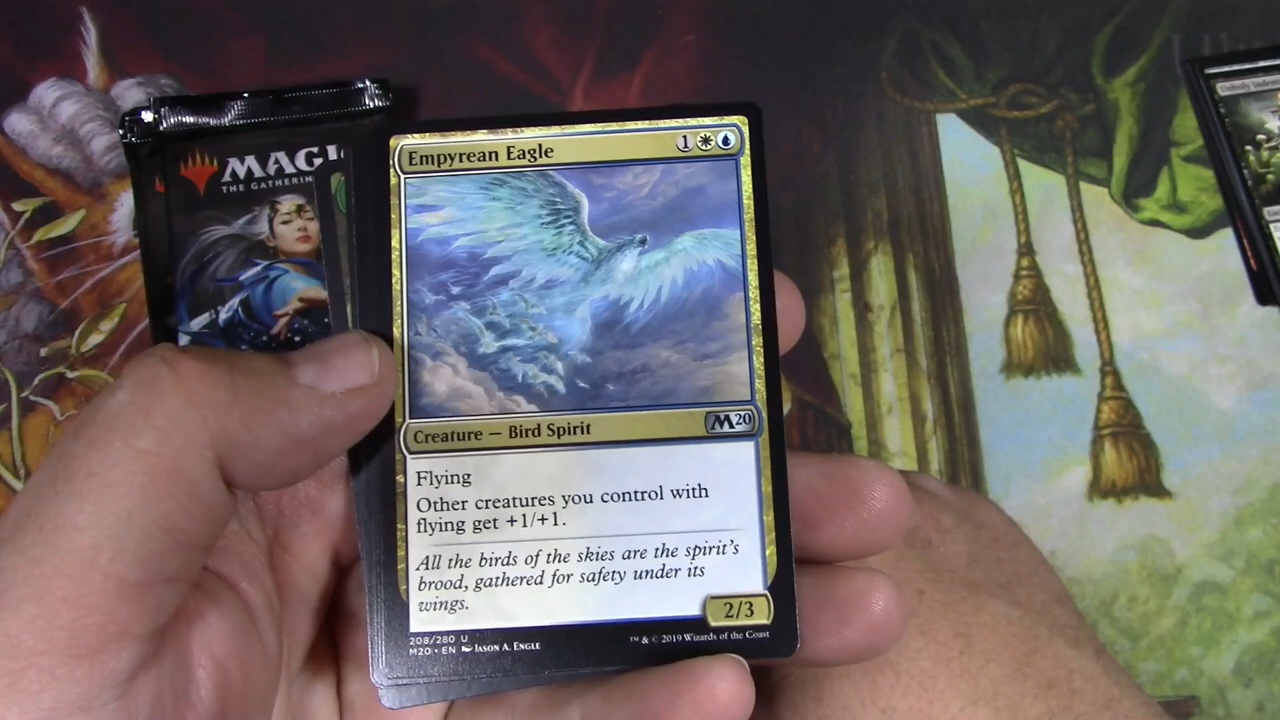 MAGI
THE GATHERIN
Empyrean Eagle 1
Creature — Bird Spirit M20
Flying
Other creatures you control with
flying get +1/+1.
All the birds of the skies are the spirit's
brood, gathered for safety under its
wings.
2/3
208/280 U
M20 • EN JASON A. ENGLE
™ & © 2019 Wizards of the Coast